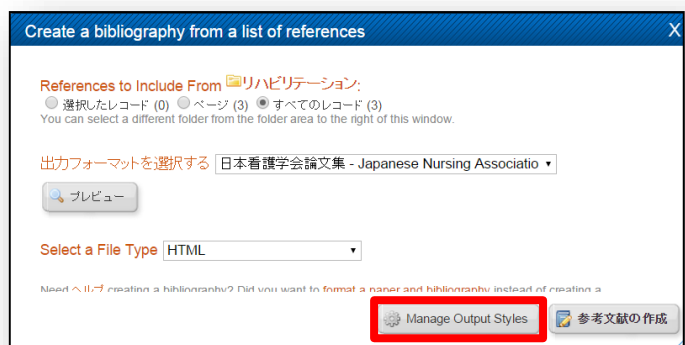 Create a bibliography from a list of references X
References to Include From リハビリテーション:
選択したレコード (0) ページ (3) すべてのレコード (3)
You can select a different folder from the folder area to the right of this window.
出力フォーマットを選択する 日本看護学会論文集 - Japanese Nursing Associatio
プレビュー
Select a File Type HTML
Need ヘルプ creating a bibliography? Did you want to format a paper and bibliography instead of creating a
Manage Output Styles 参考文献の作成